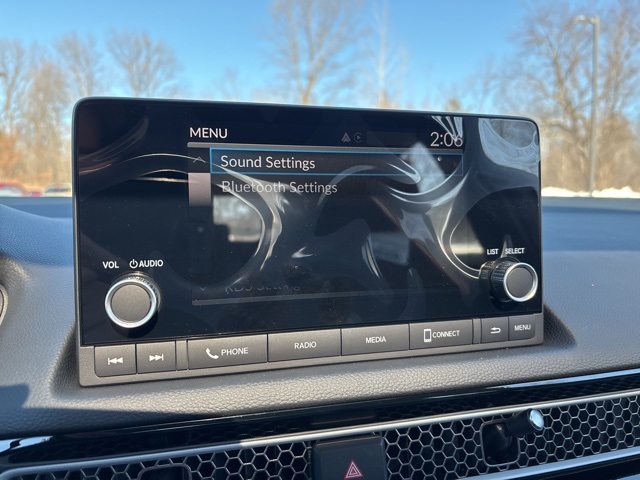 MENU 2:06
Sound Settings
Bluetooth Settings
VOL AUDIO
LIST SELECT
PHONE RADIO MEDIA CONNECT MENU